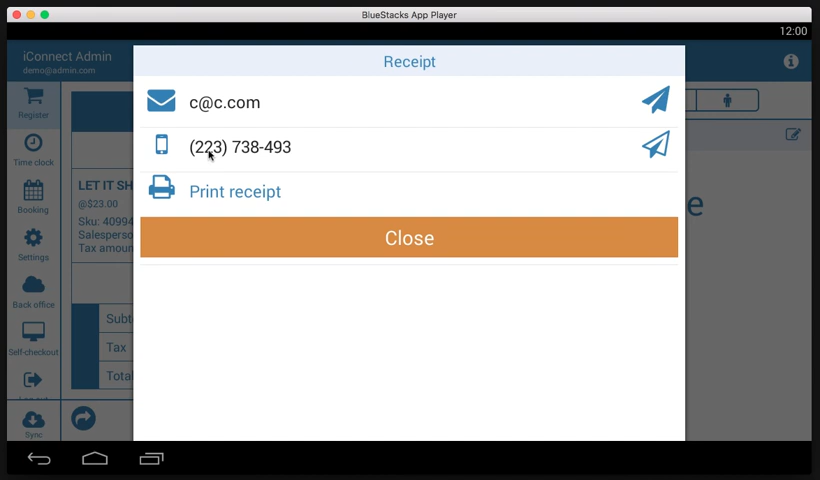 BlueStacks App Player
12:00
iConnect Admin
demo@admin.com
Receipt
c@c.com
(223) 738-493
Print receipt
Close
Register
Time clock
Booking
Settings
Back office
Self-checkout
Sync
LET IT SH
@$23.00
Sku: 40994
Salesperso
Tax amoun
Subt
Tax
Total
e